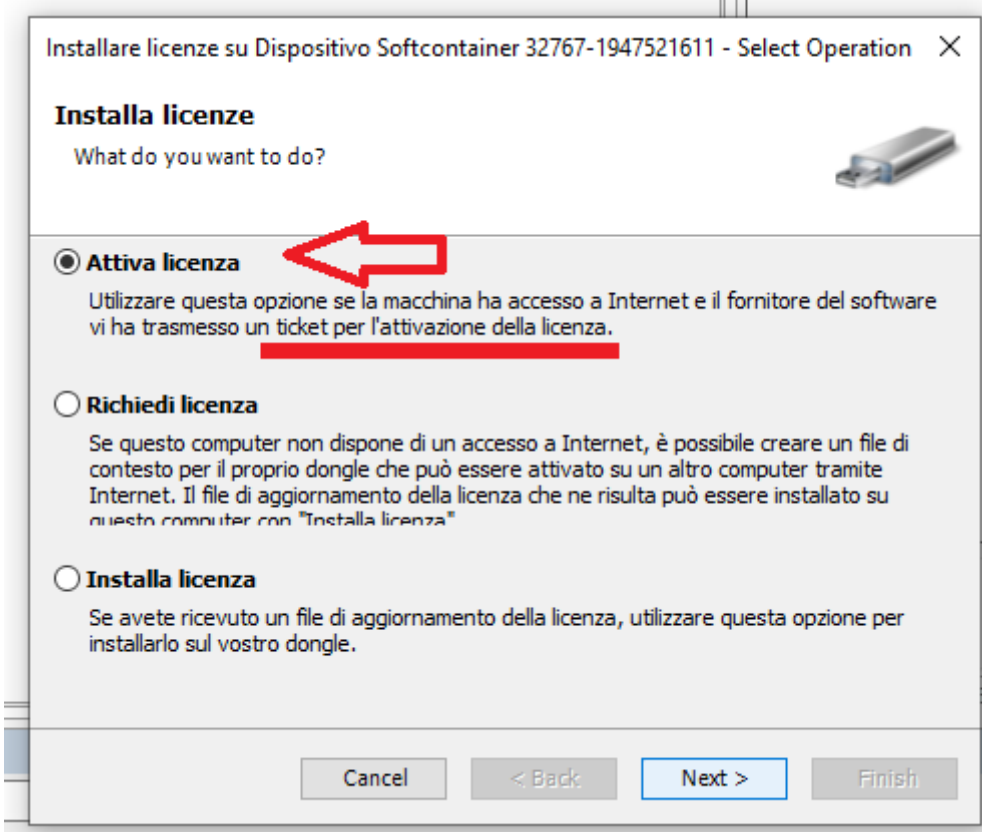 Installare licenze su Dispositivo Softcontainer 32767-1947521611 - Select Operation
Installa licenze
What do you want to do?
Attiva licenza
Utilizzare questa opzione se la macchina ha accesso a Internet e il fornitore del software
vi ha trasmesso un ticket per l'attivazione della licenza.
Richiedi licenza
Se questo computer non dispone di un accesso a Internet, è possibile creare un file di
contesto per il proprio dongle che può essere attivato su un altro computer tramite
Internet. Il file di aggiornamento della licenza che ne risulta può essere installato su
questo computer con "Installa licenza"
Installa licenza
Se avete ricevuto un file di aggiornamento della licenza, utilizzare questa opzione per
installarlo sul vostro dongle.
Cancel
< Back
Next >
Finish